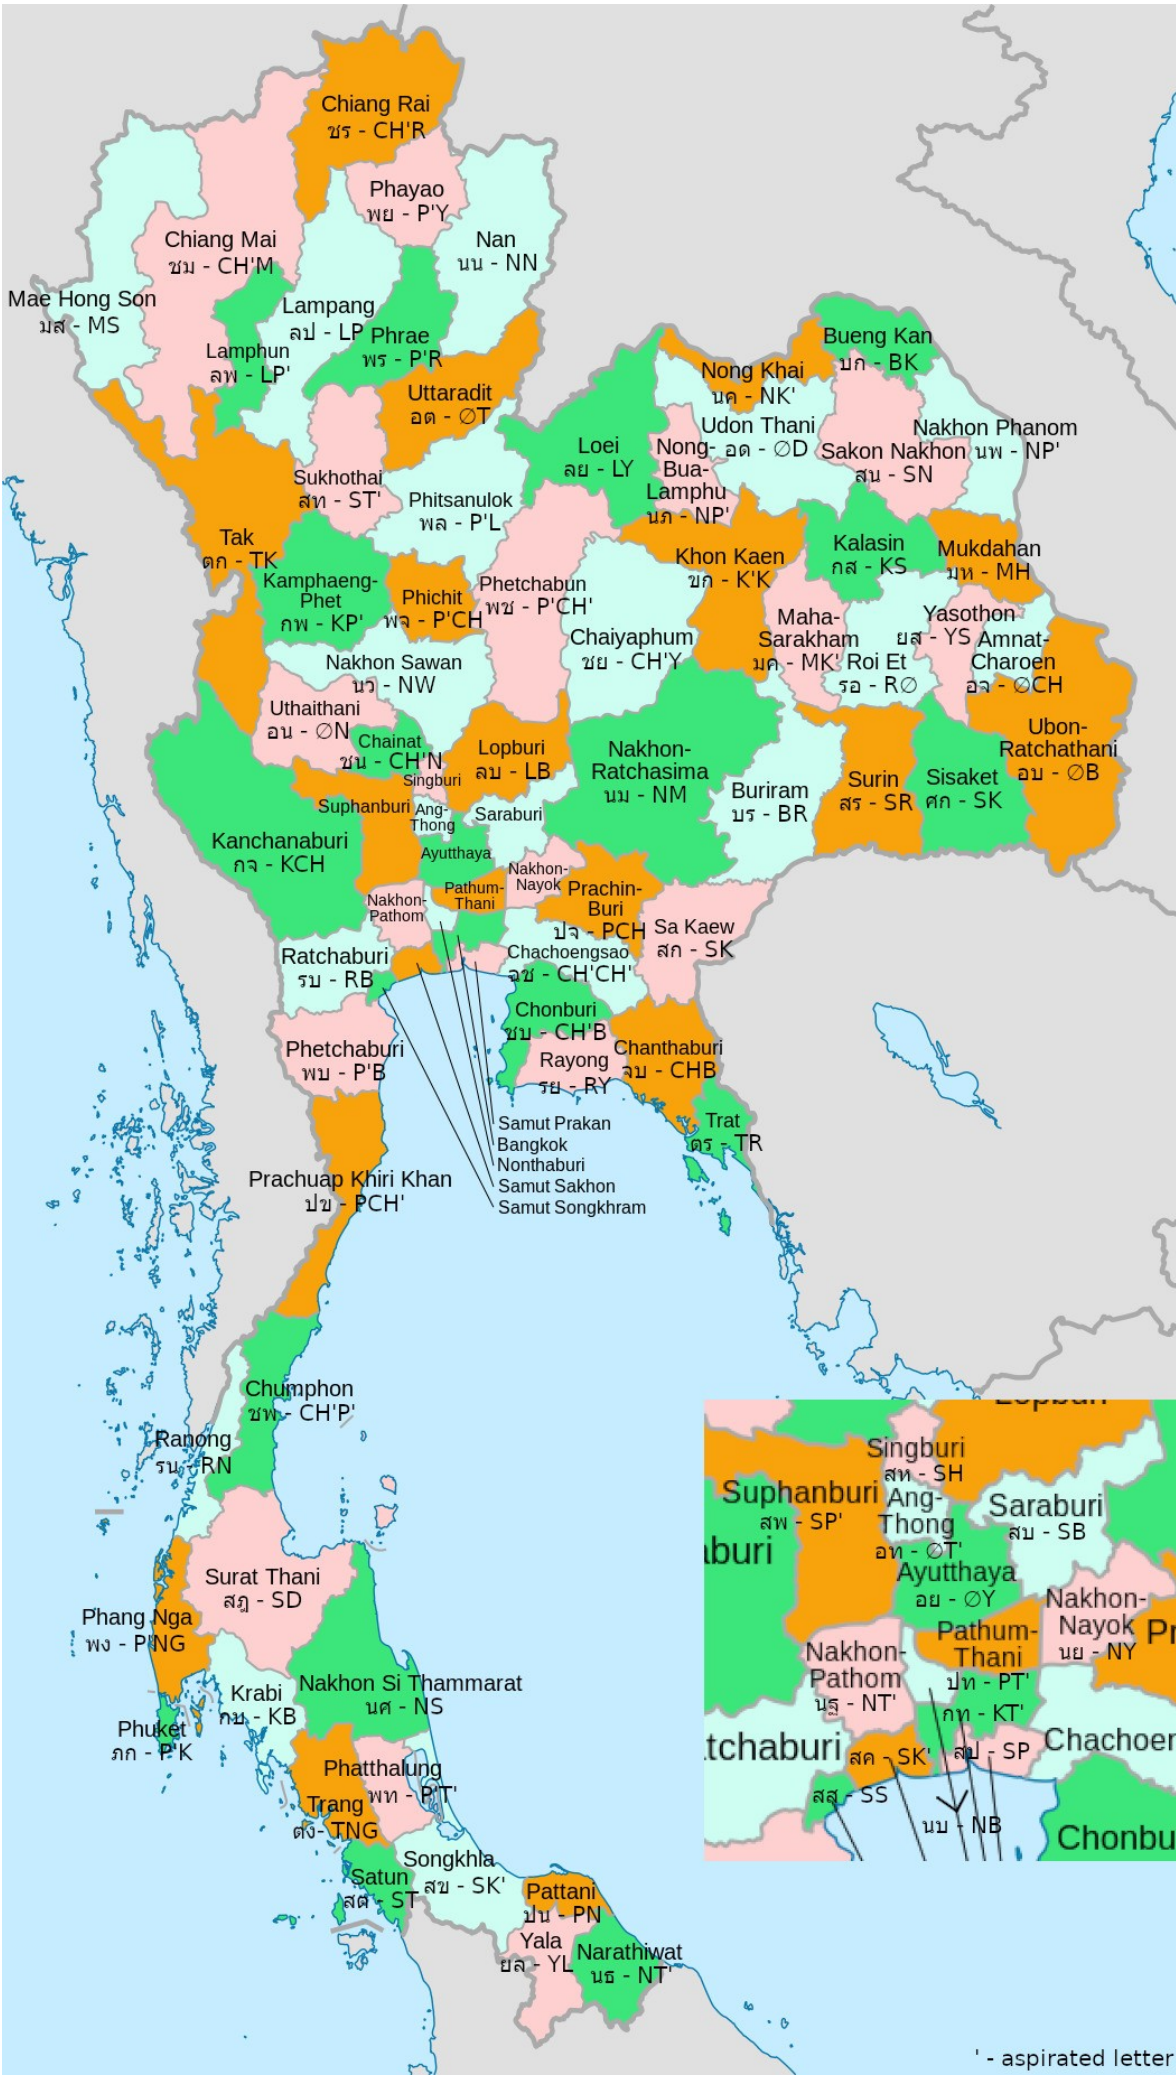 Chiang Rai
ชร - CH'R
Phayao
พย - P'Y
Nan
นน - NN
Chiang Mai
ชม - CH'M
Mae Hong Son
มส - MS
Lampang
ลป - LP
Phrae
พร - P'R
Lamphun
ลพ - LP'
Uttaradit
อต - ∅T
Bueng Kan
บก - BK
Nong Khai
นค - NK'
Udon Thani
อด - ∅D
Nakhon Phanom
นพ - NP'
Sakon Nakhon
สน - SN
Loei
ลย - LY
Nong-
Bua-
Lamphu
นภ - NP'
Sukhothai
สท - ST'
Phitsanulok
พล - P'L
Tak
ตก - TK
Kamphaeng-
Phet
กพ - KP'
Phichit
พจ - P'CH
Phetchabun
พช - P'CH'
Khon Kaen
ขก - K'K
Kalasin
กส - KS
Mukdahan
มห - MH
Chaiyaphum
ชย - CH'Y
Maha-
Sarakham
มค - MK'
Roi Et
รอ - R∅
Yasothon
ยส - YS
Amnat-
Charoen
อจ - ∅CH
Nakhon Sawan
นว - NW
Uthaithani
อน - ∅N
Chainat
ชน - CH'N
Singburi
Lopburi
ลบ - LB
Nakhon-
Ratchasima
นม - NM
Buriram
บร - BR
Surin
สร - SR
Sisaket
ศก - SK
Ubon-
Ratchathani
อบ - ∅B
Suphanburi
Ang-
Thong
Saraburi
Kanchanaburi
กจ - KCH
Ayutthaya
Nakhon-
Nayok
Pathum-
Thani
Nakhon-
Pathom
Prachin-
Buri
ปจ - PCH
Sa Kaew
สก - SK
Ratchaburi
รบ - RB
Chachoengsao
ฉช - CH'CH'
Chonburi
ชบ - CH'B
Rayong
รย - RY
Chanthaburi
จบ - CHB
Phetchaburi
พบ - P'B
Trat
ตร - TR
Samut Prakan
Bangkok
Nonthaburi
Samut Sakhon
Samut Songkhram
Prachuap Khiri Khan
ปข - PCH'
Chumphon
ชพ - CH'P'
Ranong
รน - RN
Surat Thani
สฎ - SD
Phang Nga
พง - P'NG
Nakhon Si Thammarat
นศ - NS
Krabi
กบ - KB
Phuket
ภก - P'K
Phatthalung
พท - P'T'
Trang
ตง- TNG
Songkhla
สข - SK'
Satun
สต - ST
Pattani
ปน - PN
Yala
ยล - YL
Narathiwat
นธ - NT'
Lopburi
Singburi
สห - SH
Suphanburi
สพ - SP'
Ang-
Thong
อท - ∅T'
Saraburi
สบ - SB
aburi
Ayutthaya
อย - ∅Y
Nakhon-
Nayok
นย - NY
Pr
Pathum-
Thani
ปท - PT'
Nakhon-
Pathom
นฐ - NT'
กท - KT'
tchaburi
สค - SK'
สป - SP
Chachoen
สส - SS
นบ - NB
Chonbu
' - aspirated letter